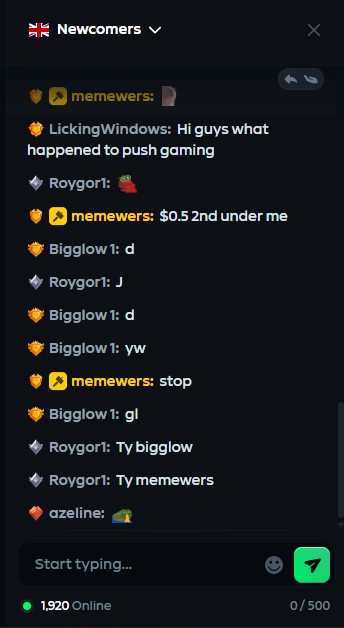 Newcomers
memewers:
LickingWindows: Hi guys what
happened to push gaming
Roygor1:
memewers: $0.5 2nd under me
Bigglow1: d
Roygor1: J
Bigglow1: d
Bigglow1: yw
memewers: stop
Bigglow1: gl
Roygor1: Ty bigglow
Roygor1: Ty memewers
azeline:
Start typing...
1,920 Online 0 / 500